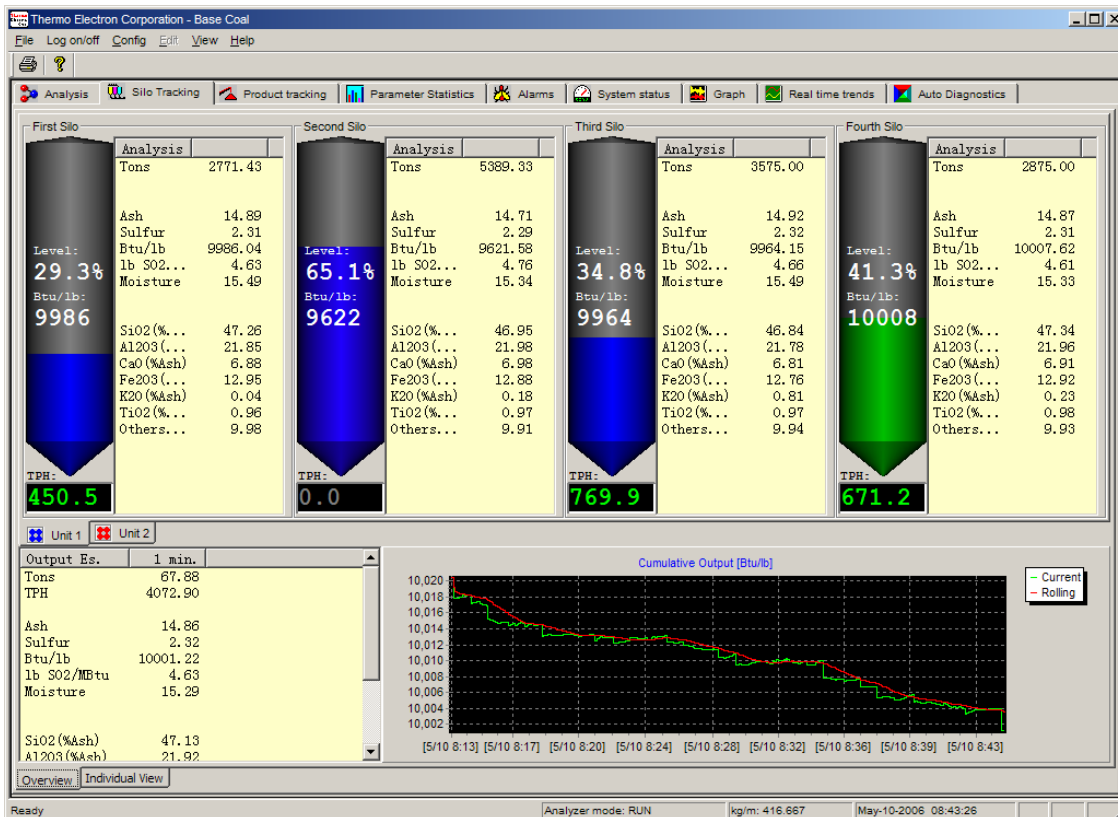 Thermo Electron Corporation - Base Coal
File Log on/off Config Edit View Help
Analysis Silo Tracking Product tracking Parameter Statistics Alarms System status Graph Real time trends Auto Diagnostics
First Silo
Analysis
Tons 2771.43
Ash 14.89
Sulfur 2.31
Btu/lb 9986.04
lb SO2... 4.63
Moisture 15.49
SiO2(%... 47.26
Al2O3(... 21.85
CaO(%Ash) 6.88
Fe2O3(... 12.95
K2O(%Ash) 0.04
TiO2(%... 0.96
Others... 9.98
Level:
29.3%
Btu/lb:
9986
TPH:
450.5
Second Silo
Analysis
Tons 5389.33
Ash 14.71
Sulfur 2.29
Btu/lb 9621.58
lb SO2... 4.76
Moisture 15.34
SiO2(%... 46.95
Al2O3(... 21.98
CaO(%Ash) 6.98
Fe2O3(... 12.88
K2O(%Ash) 0.18
TiO2(%... 0.97
Others... 9.91
Level:
65.1%
Btu/lb:
9622
TPH:
0.0
Third Silo
Analysis
Tons 3575.00
Ash 14.92
Sulfur 2.32
Btu/lb 9964.15
lb SO2... 4.66
Moisture 15.49
SiO2(%... 46.84
Al2O3(... 21.78
CaO(%Ash) 6.81
Fe2O3(... 12.76
K2O(%Ash) 0.81
TiO2(%... 0.97
Others... 9.94
Level:
34.8%
Btu/lb:
9964
TPH:
769.9
Fourth Silo
Analysis
Tons 2875.00
Ash 14.87
Sulfur 2.31
Btu/lb 10007.62
lb SO2... 4.61
Moisture 15.33
SiO2(%... 47.34
Al2O3(... 21.96
CaO(%Ash) 6.91
Fe2O3(... 12.92
K2O(%Ash) 0.23
TiO2(%... 0.98
Others... 9.93
Level:
41.3%
Btu/lb:
10008
TPH:
671.2
Unit 1 Unit 2
Output Es. 1 min.
Tons 67.88
TPH 4072.90
Ash 14.86
Sulfur 2.32
Btu/lb 10001.22
lb SO2/MBtu 4.63
Moisture 15.29
SiO2(%Ash) 47.13
Al2O3(%Ash) 21.92
Cumulative Output [Btu/lb]
10,020
10,018
10,016
10,014
10,012
10,010
10,008
10,006
10,004
10,002
[5/10 8:13] [5/10 8:17] [5/10 8:20] [5/10 8:24] [5/10 8:28] [5/10 8:32] [5/10 8:36] [5/10 8:39] [5/10 8:43]
Current
Rolling
Overview Individual View
Ready Analyzer mode: RUN kg/m: 416.667 May-10-2006 08:43:26